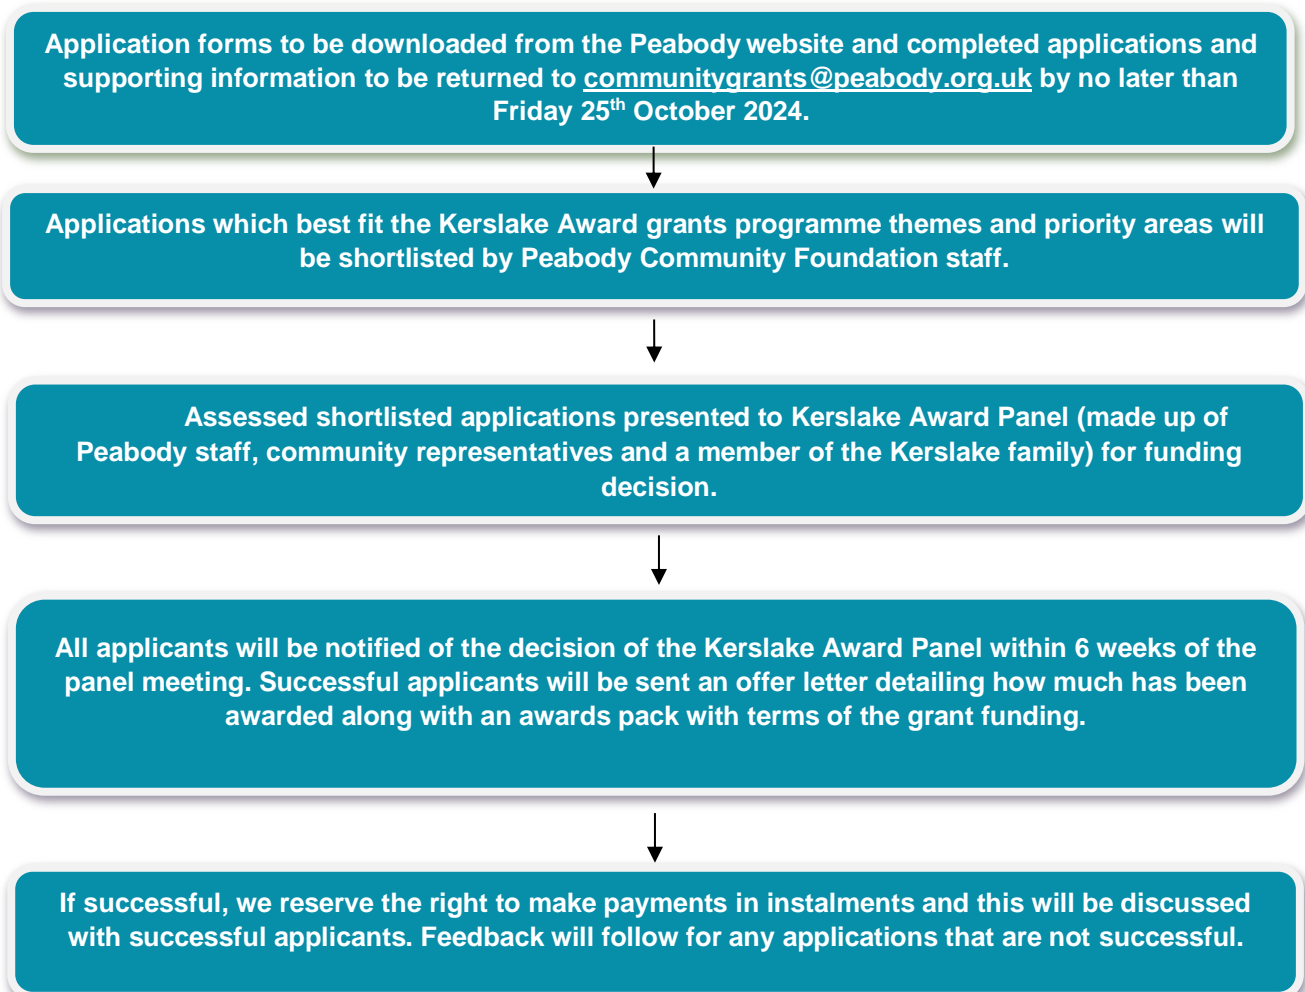 Application forms to be downloaded from the Peabody website and completed applications and
supporting information to be returned to communitygrants@peabody.org.uk by no later than
Friday 25th October 2024.
Applications which best fit the Kerslake Award grants programme themes and priority areas will
be shortlisted by Peabody Community Foundation staff.
Assessed shortlisted applications presented to Kerslake Award Panel (made up of
Peabody staff, community representatives and a member of the Kerslake family) for funding
decision.
All applicants will be notified of the decision of the Kerslake Award Panel within 6 weeks of the
panel meeting. Successful applicants will be sent an offer letter detailing how much has been
awarded along with an awards pack with terms of the grant funding.
If successful, we reserve the right to make payments in instalments and this will be discussed
with successful applicants. Feedback will follow for any applications that are not successful.